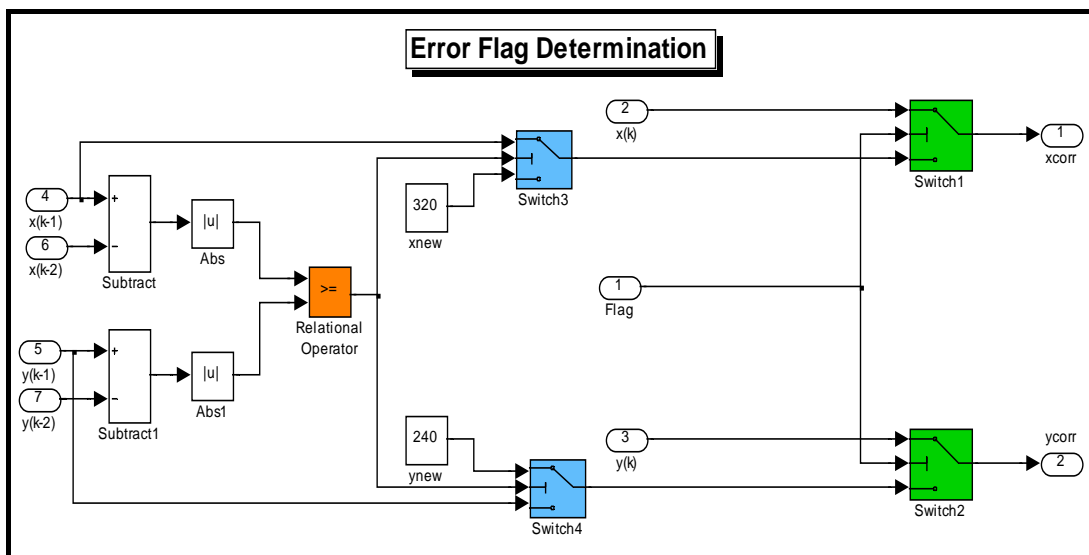 Error Flag Determination
2
x(k)
1
xcorr
Switch1
Switch3
320
xnew
4
x(k-1)
6
x(k-2)
+
−
Subtract
|u|
Abs
>=
Relational
Operator
1
Flag
5
y(k-1)
7
y(k-2)
+
−
Subtract1
|u|
Abs1
240
ynew
Switch4
3
y(k)
Switch2
ycorr
2